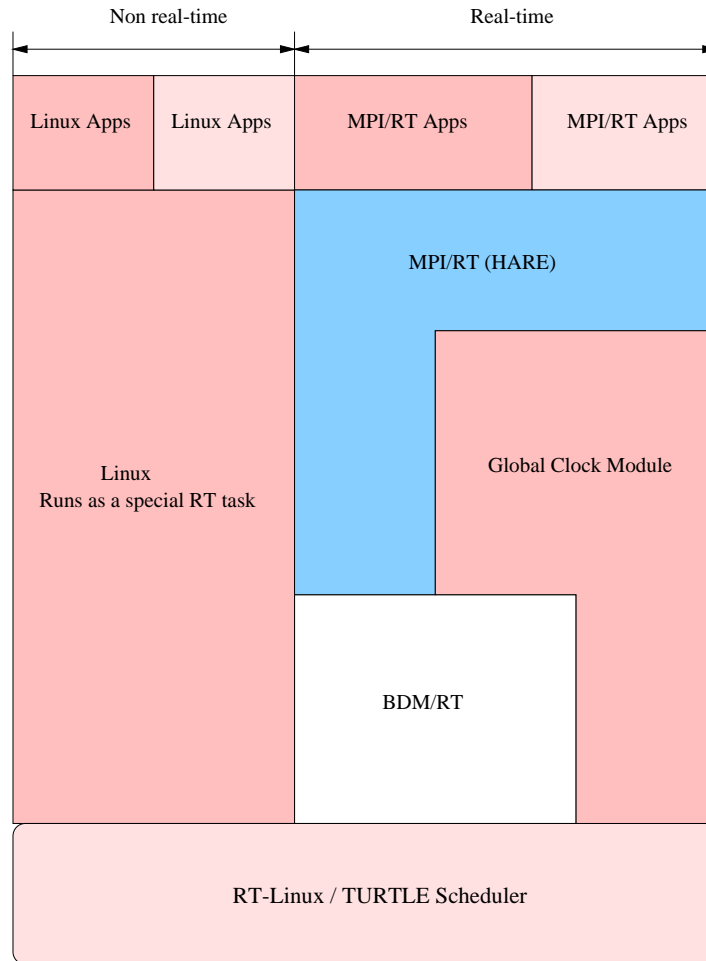 Non real-time
Real-time
Linux Apps
Linux Apps
MPI/RT Apps
MPI/RT Apps
MPI/RT (HARE)
Global Clock Module
Linux
Runs as a special RT task
BDM/RT
RT-Linux / TURTLE Scheduler